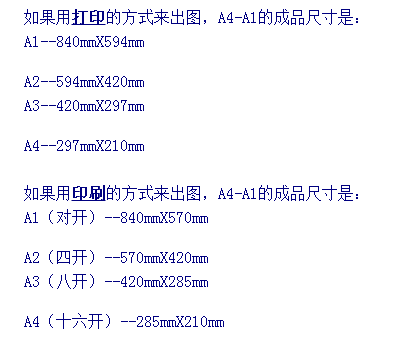 如果用打印的方式来出图，A4-A1的成品尺寸是：
A1--840mmX594mm
A2--594mmX420mm
A3--420mmX297mm
A4--297mmX210mm
如果用印刷的方式来出图，A4-A1的成品尺寸是：
A1（对开）--840mmX570mm
A2（四开）--570mmX420mm
A3（八开）--420mmX285mm
A4（十六开）--285mmX210mm